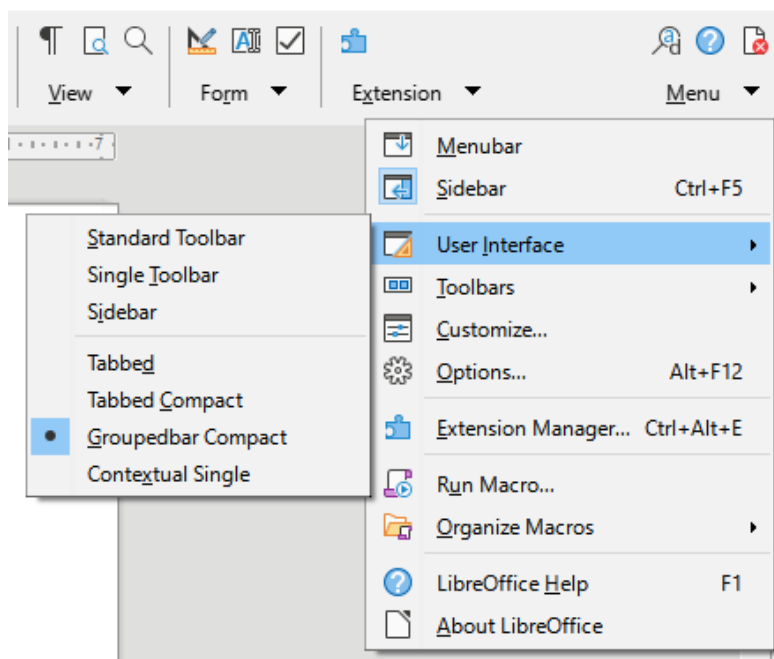 View Form Extension Menu
7
Menubar
Sidebar Ctrl+F5
User Interface
Toolbars
Customize...
Options... Alt+F12
Extension Manager... Ctrl+Alt+E
Run Macro...
Organize Macros
LibreOffice Help F1
About LibreOffice
Standard Toolbar
Single Toolbar
Sidebar
Tabbed
Tabbed Compact
Groupedbar Compact
Contextual Single